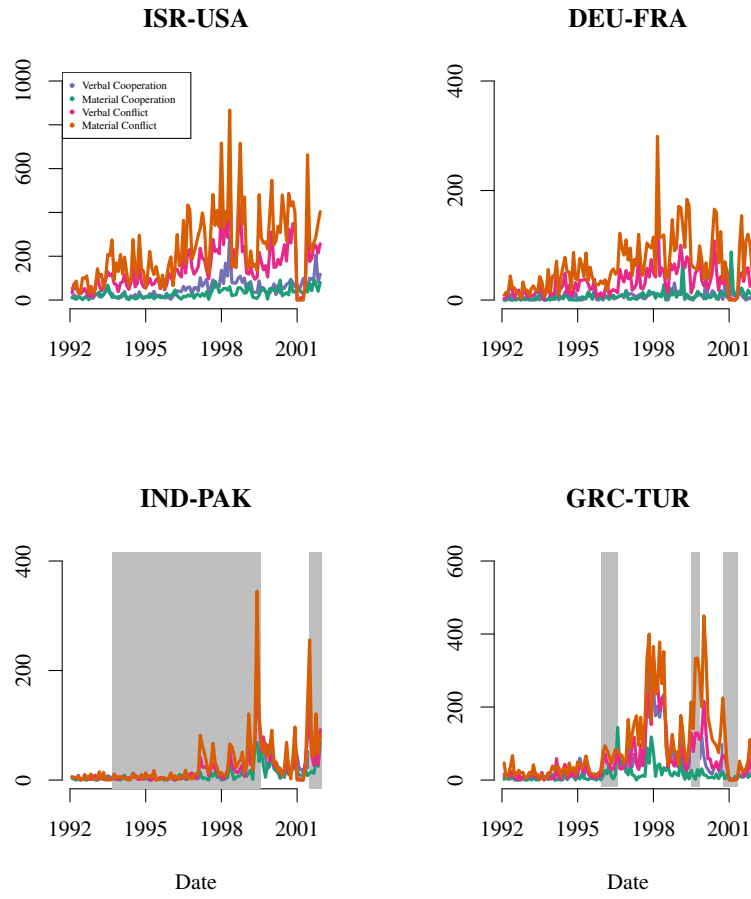 ISR-USA
1000
600
200
0
Verbal Cooperation
Material Cooperation
Verbal Conflict
Material Conflict
1992 1995 1998 2001
DEU-FRA
400
200
0
1992 1995 1998 2001
IND-PAK
400
200
0
1992 1995 1998 2001
Date
GRC-TUR
600
400
200
0
1992 1995 1998 2001
Date